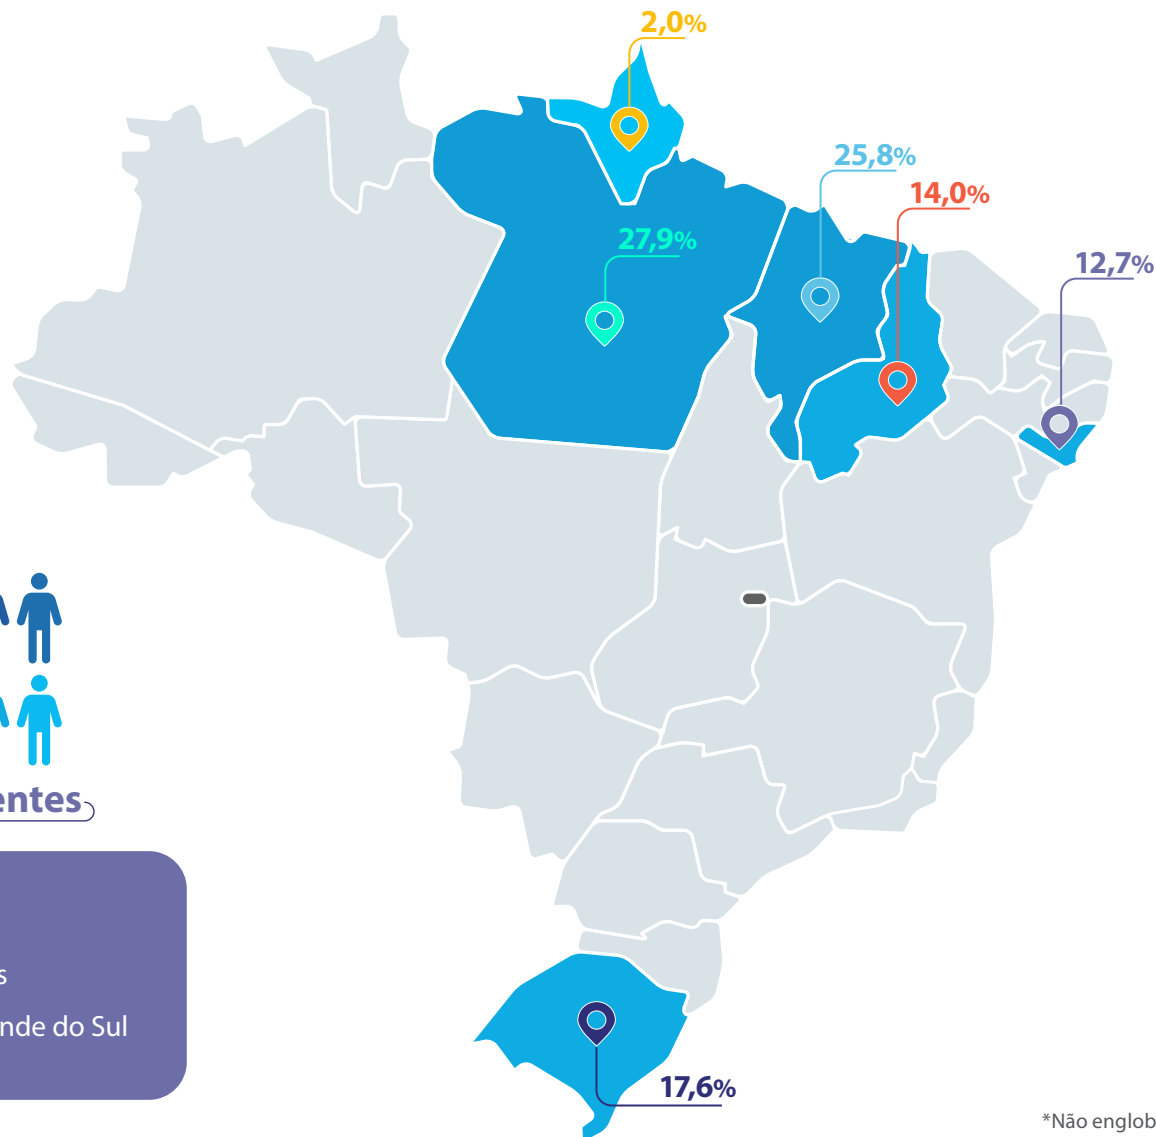 2,0%
25,8%
14,0%
27,9%
12,7%
entes
s
nde do Sul
17,6%
*Não englob